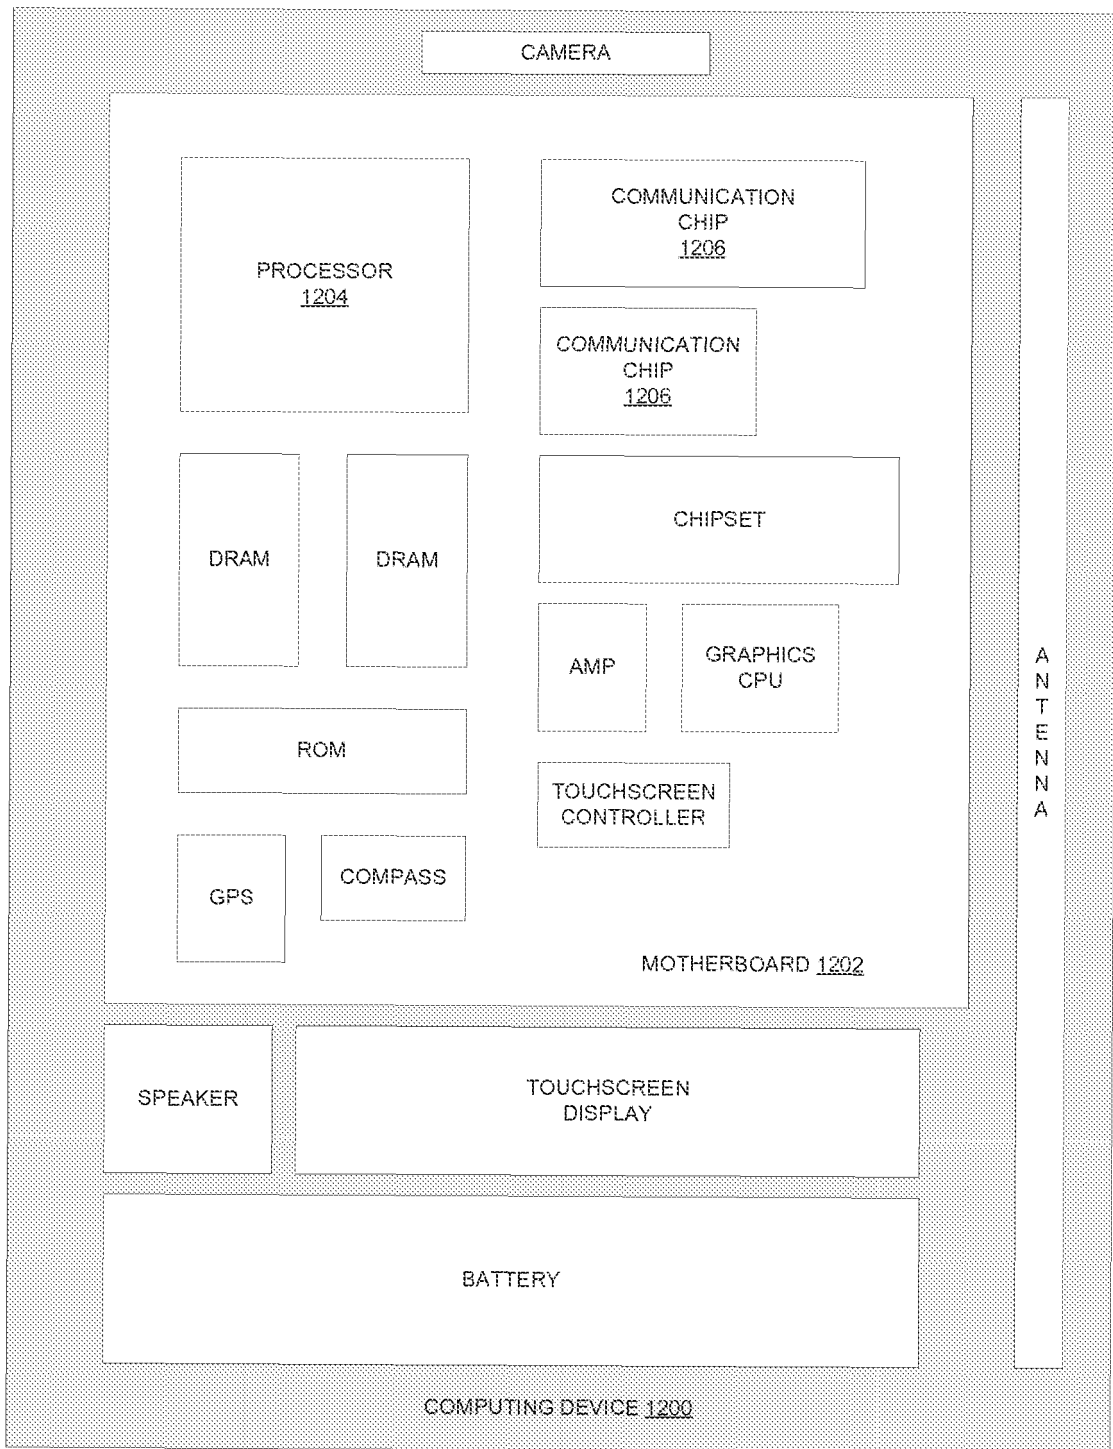 CAMERA
PROCESSOR
1204
COMMUNICATION
CHIP
1206
COMMUNICATION
CHIP
1206
DRAM
DRAM
CHIPSET
AMP
GRAPHICS
CPU
ROM
TOUCHSCREEN
CONTROLLER
GPS
COMPASS
MOTHERBOARD 1202
A
N
T
E
N
N
A
SPEAKER
TOUCHSCREEN
DISPLAY
BATTERY
COMPUTING DEVICE 1200